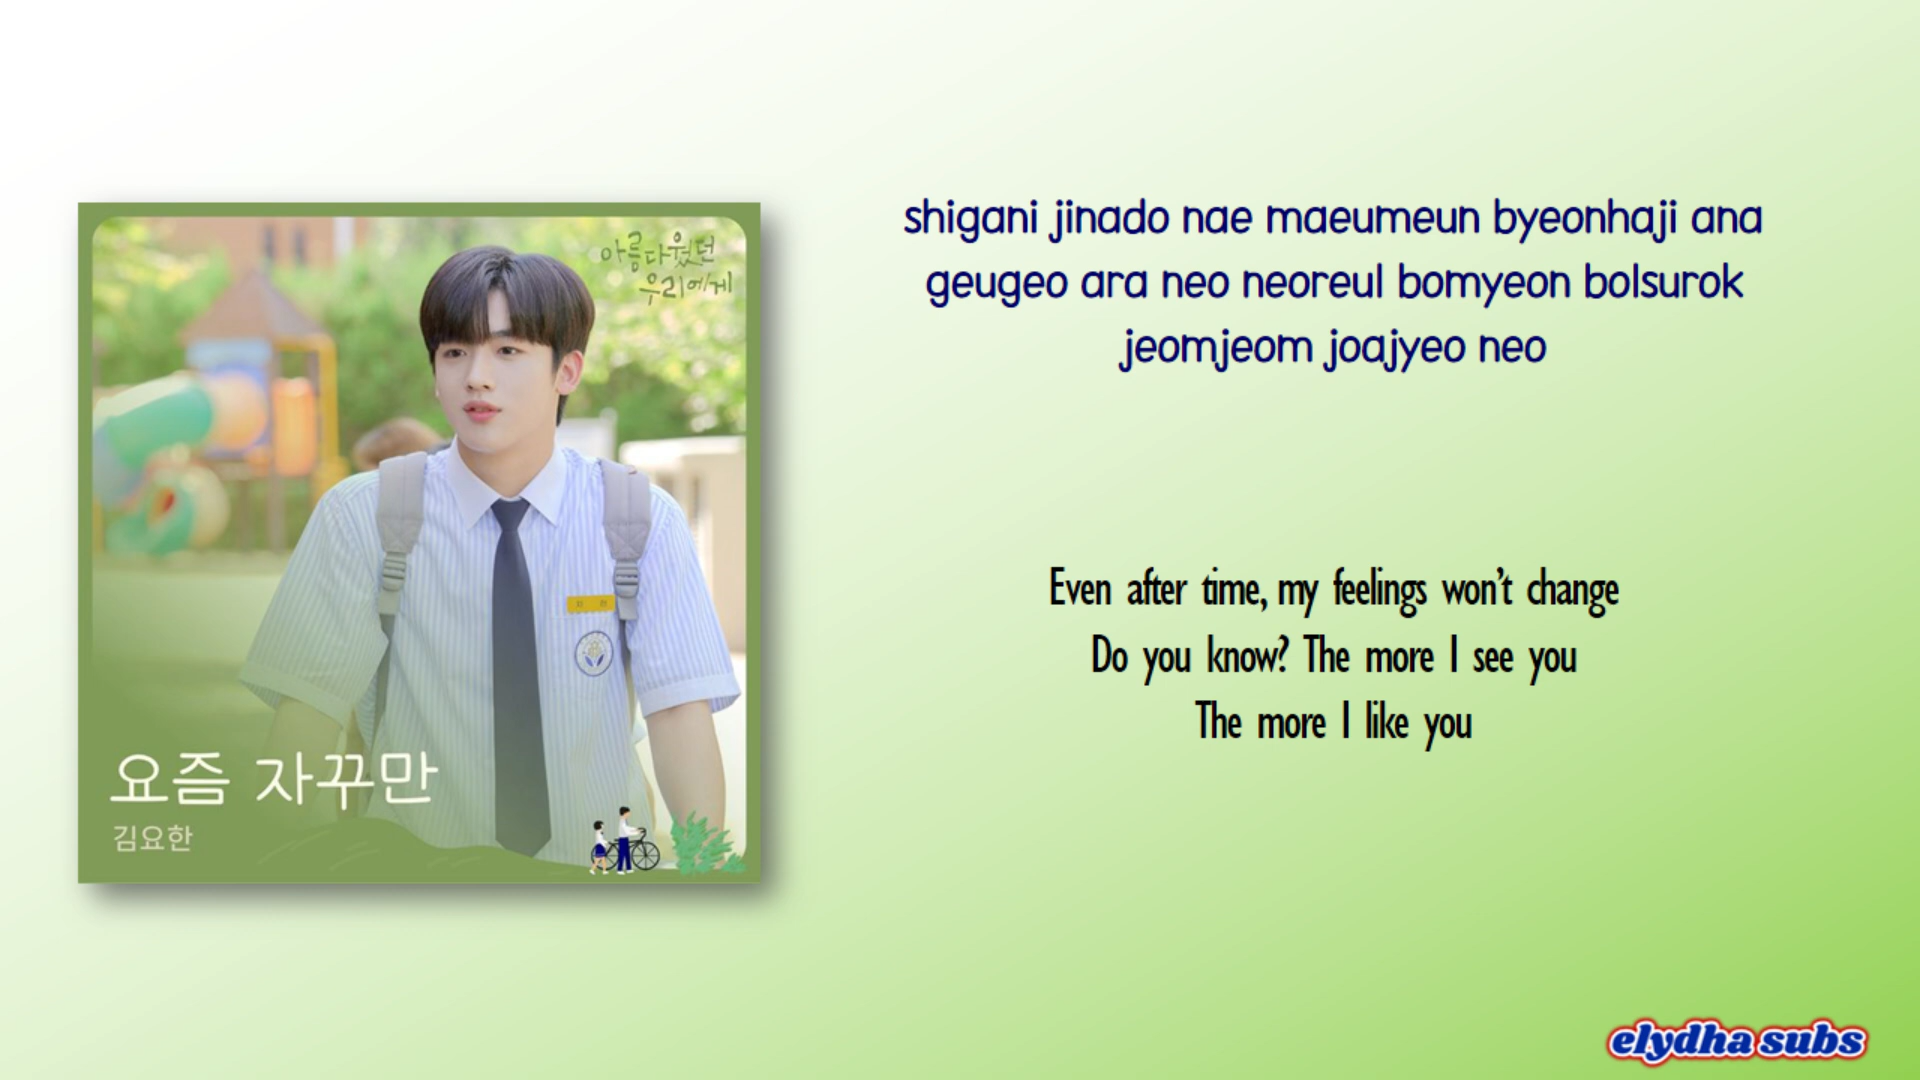 아름다웠던
우리에게
요즘 자꾸만
김요한
shigani jinado nae maeumeun byeonhaji ana
geugeo ara neo neoreul bomyeon bolsurok
jeomjeom joajyeo neo
Even after time, my feelings won't change
Do you know? The more I see you
The more I like you
elydha subs